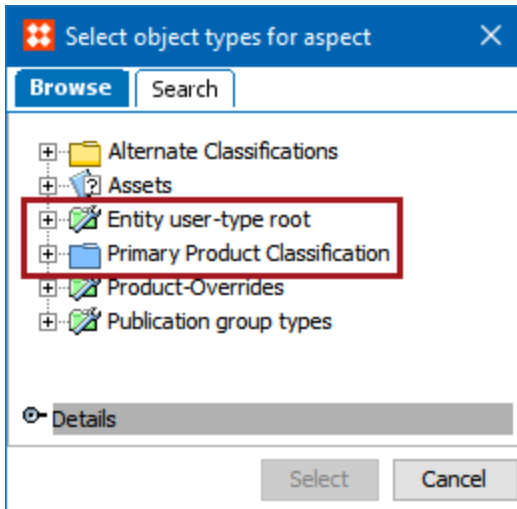 Select object types for aspect
Browse Search
Alternate Classifications
Assets
Entity user-type root
Primary Product Classification
Product-Overrides
Publication group types
Details
Select Cancel